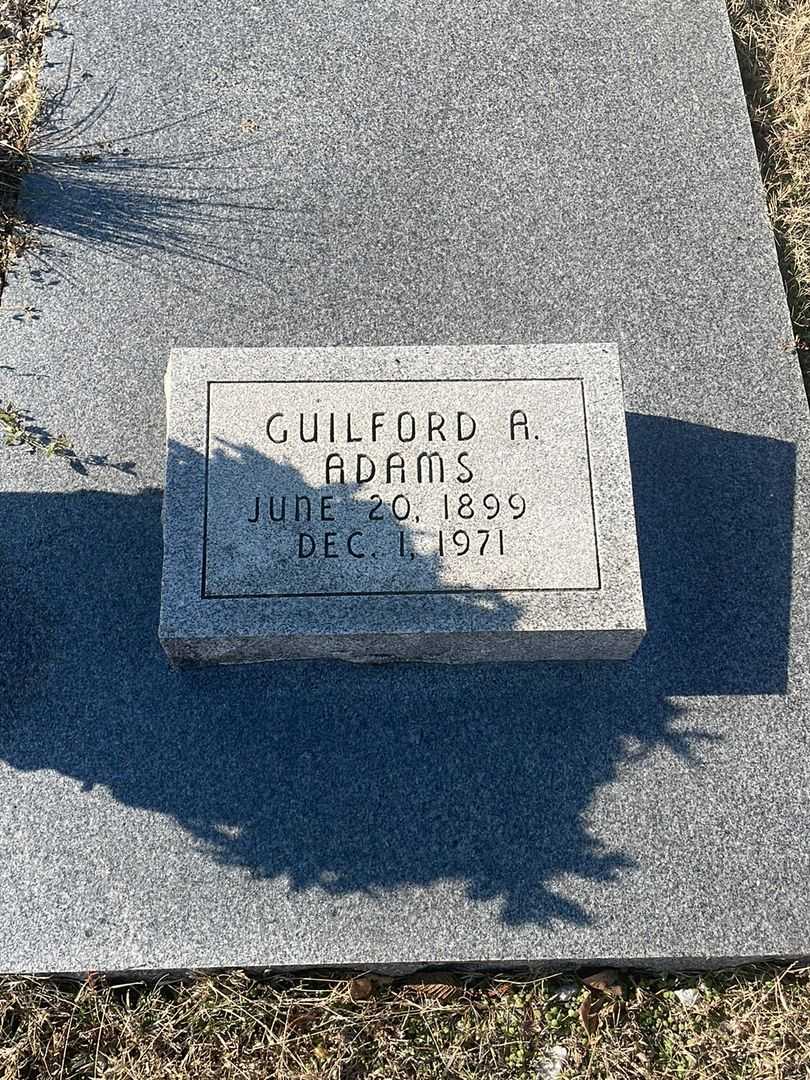 GUILFORD A.
ADAMS
JUNE 20, 1899
DEC. 1, 1971